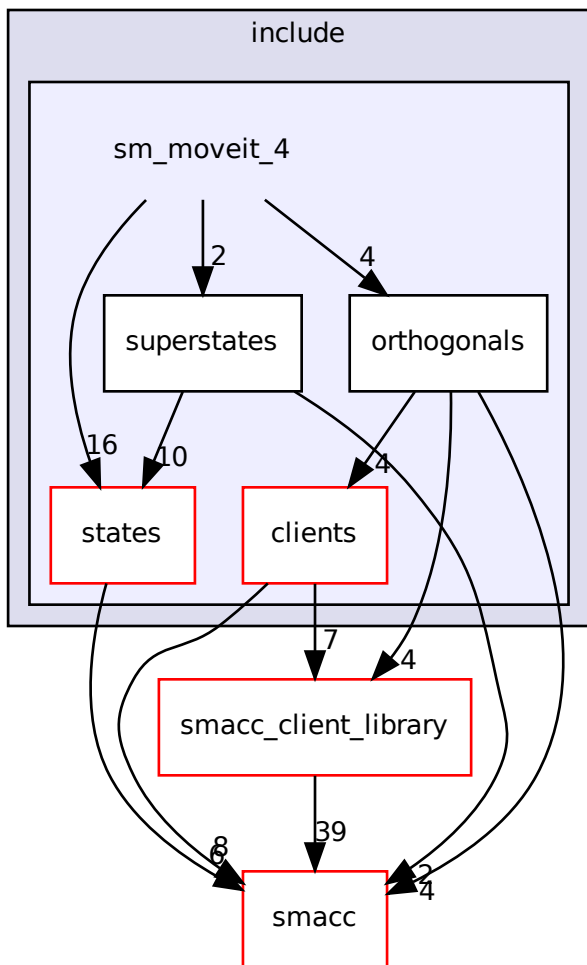 include
sm_moveit_4
2
4
superstates
orthogonals
16
10
4
states
clients
7
4
smacc_client_library
39
8
6
2
4
smacc